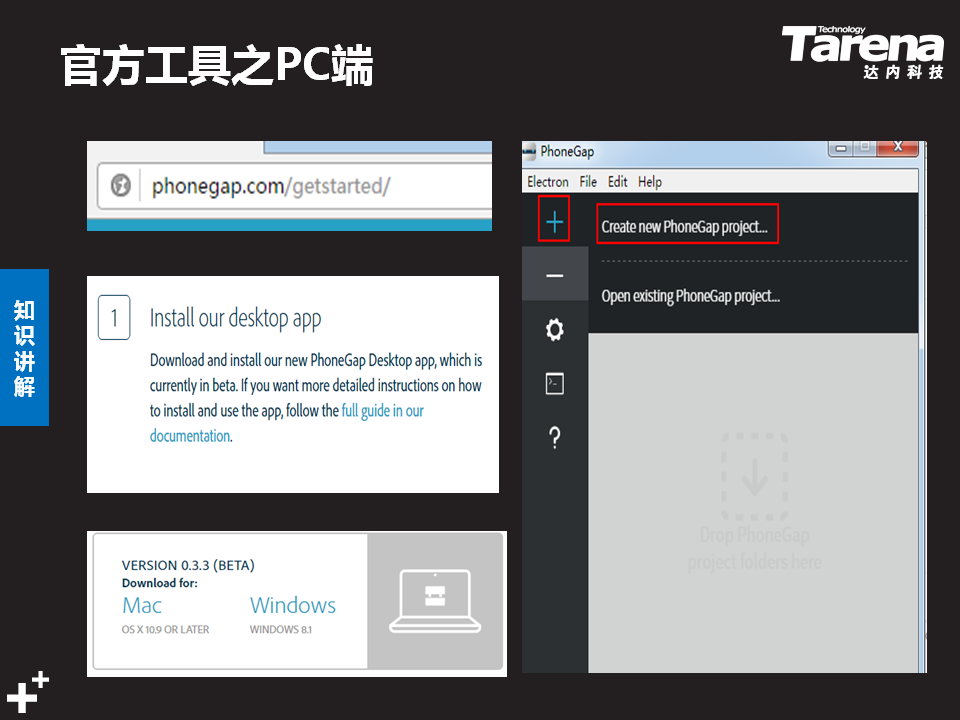 官方工具之PC端
Technology
Tarena
达内科技
phonegap.com/getstarted/
知识讲解
1
Install our desktop app
Download and install our new PhoneGap Desktop app, which is
currently in beta. If you want more detailed instructions on how
to install and use the app, follow the full guide in our
documentation.
VERSION 0.3.3 (BETA)
Download for:
Mac
Windows
OS X 10.9 OR LATER
WINDOWS 8.1
PhoneGap
Electron File Edit Help
Create new PhoneGap project...
Open existing PhoneGap project...
Drop PhoneGap
project folders here